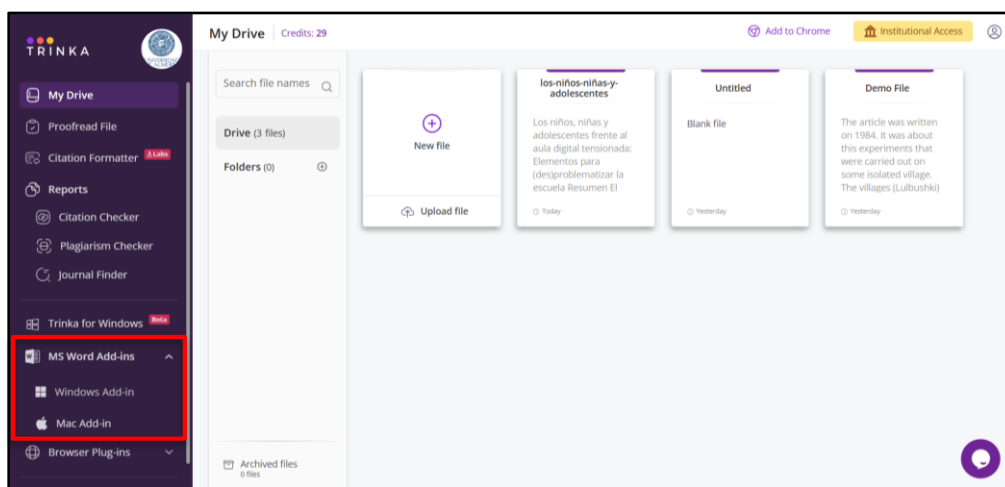 TRINKA
My Drive
Proofread File
Citation Formatter
Reports
Citation Checker
Plagiarism Checker
Journal Finder
Trinka for Windows Beta
MS Word Add-ins
Windows Add-in
Mac Add-in
Browser Plug-ins
My Drive Credits: 29
Add to Chrome
Institutional Access
Search file names
Drive (3 files)
Folders (0)
Archived files
0 files
New file
Upload file
los-niños-niñas-y-
adolescentes
Los niños, niñas y
adolescentes frente al
aula digital tensionada:
Elementos para
(des)problematizar la
escuela Resumen El
Today
Untitled
Blank file
Yesterday
Demo File
The article was written
on 1984. It was about
this experiments that
were carried out on
some isolated village.
The villages (Lulbushki)
Yesterday